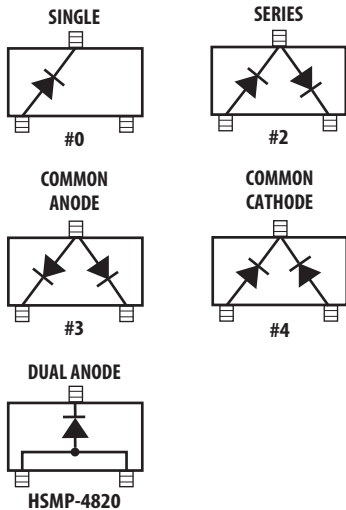 SINGLE
#0
SERIES
#2
COMMON
ANODE
#3
COMMON
CATHODE
#4
DUAL ANODE
HSMP-4820